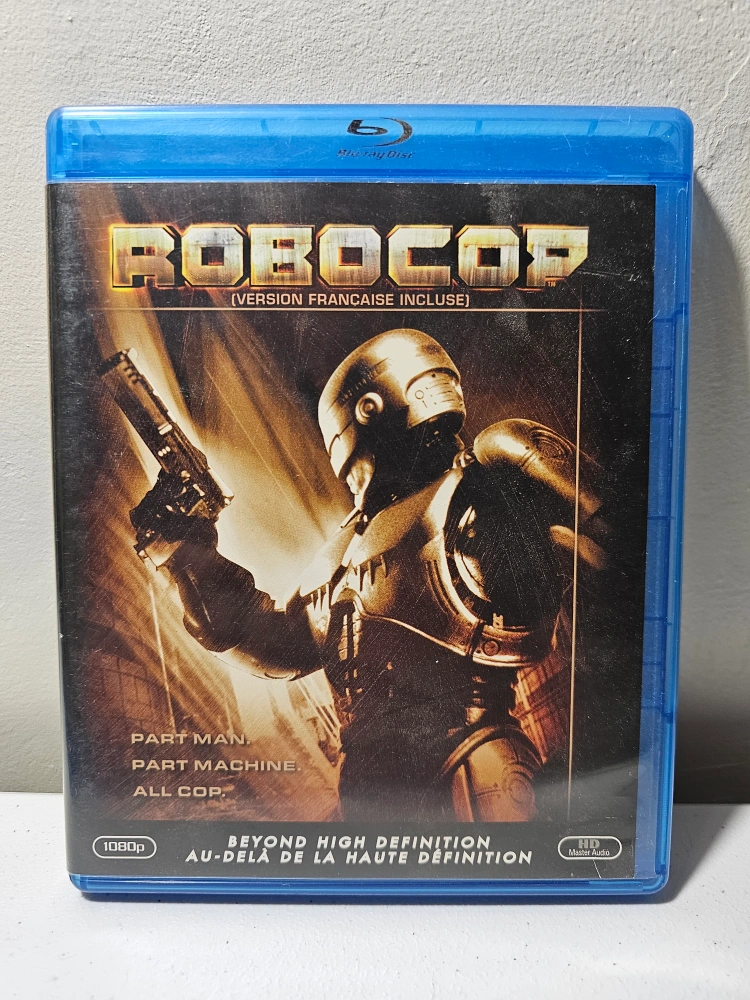 Blu-ray Disc
ROBOCOP™
(VERSION FRANÇAISE INCLUSE)
PART MAN.
PART MACHINE.
ALL COP.
1080p
BEYOND HIGH DEFINITION
AU-DELÀ DE LA HAUTE DÉFINITION
HD
Master Audio